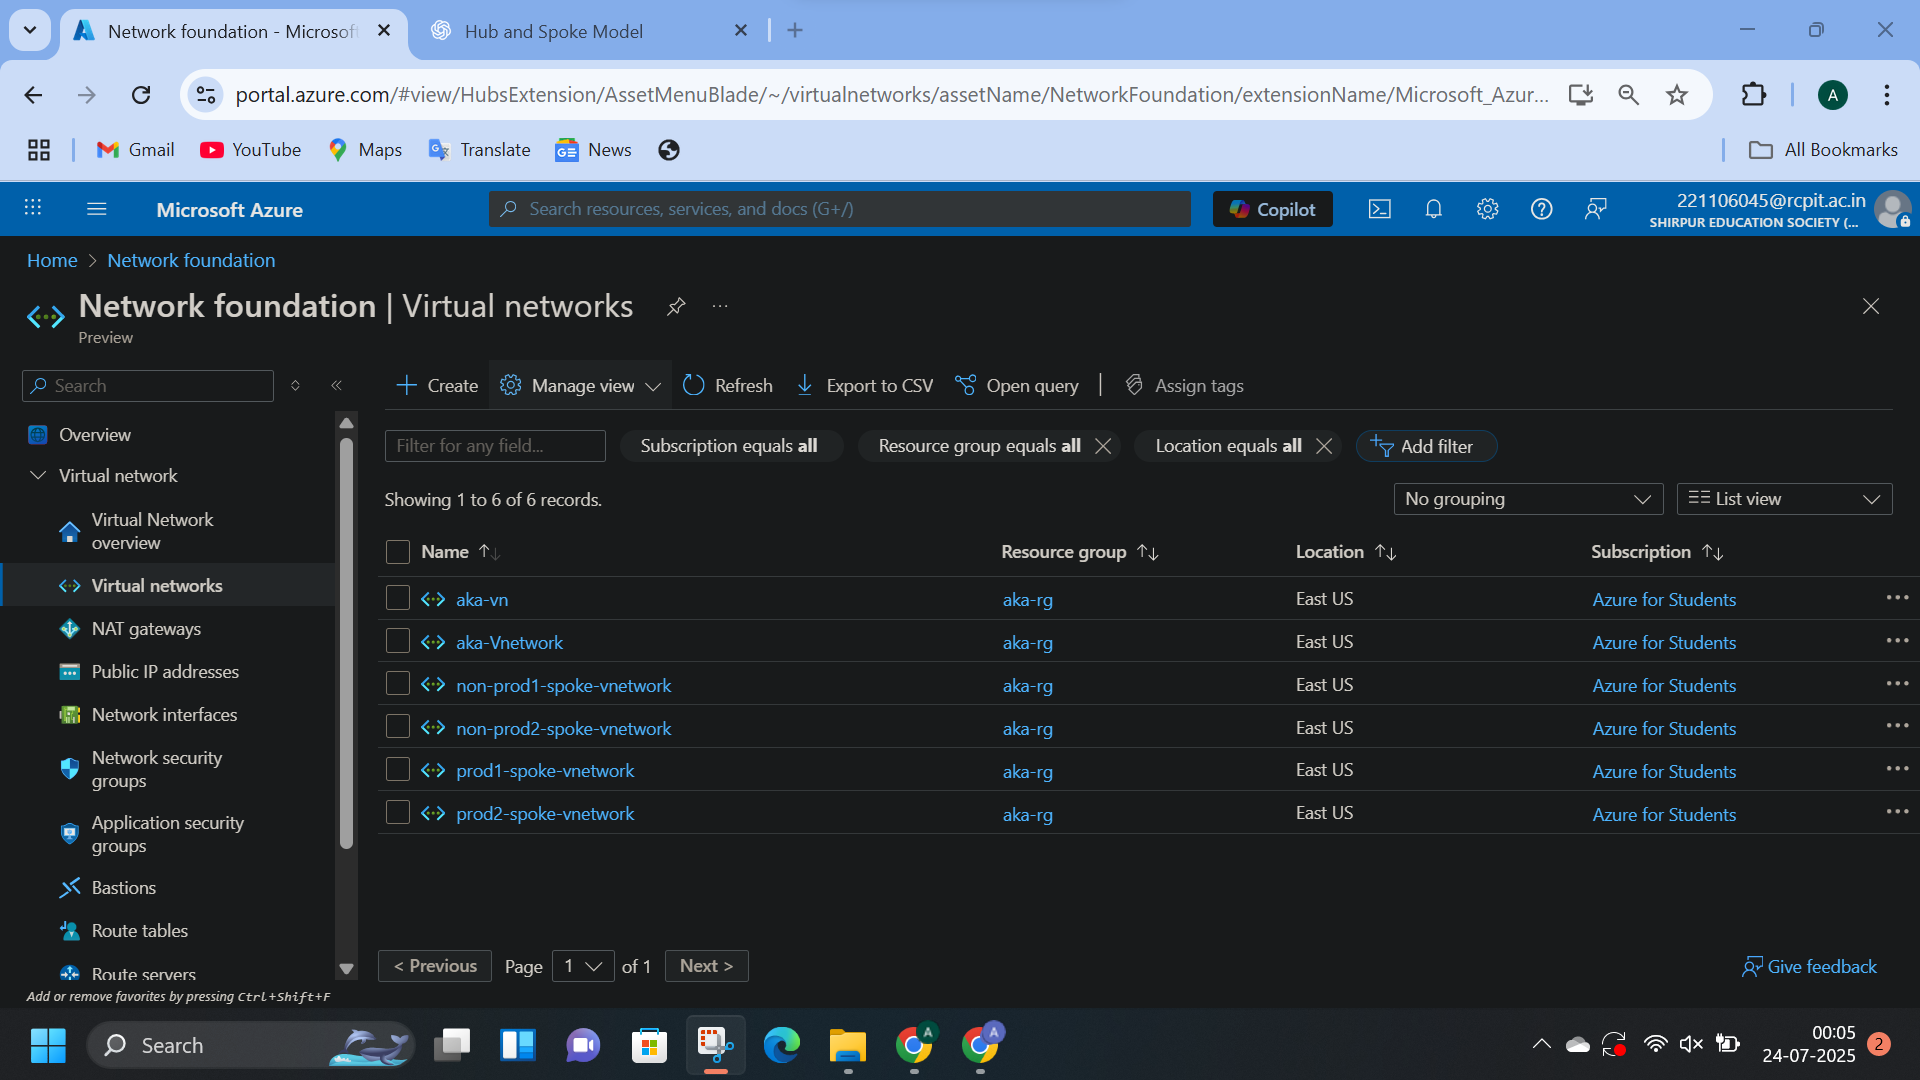 Network foundation - Microsof
Hub and Spoke Model
portal.azure.com/#view/HubsExtension/AssetMenuBlade/~/virtualnetworks/assetName/NetworkFoundation/extensionName/Microsoft_Azur...
A
Gmail
YouTube
Maps
Translate
News
All Bookmarks
Microsoft Azure
Search resources, services, and docs (G+/)
Copilot
221106045@rcpit.ac.in
SHIRPUR EDUCATION SOCIETY (...
Home > Network foundation
Network foundation | Virtual networks
Preview
Search
Create
Manage view
Refresh
Export to CSV
Open query
Assign tags
Overview
Virtual network
Virtual Network
overview
Virtual networks
NAT gateways
Public IP addresses
Network interfaces
Network security
groups
Application security
groups
Bastions
Route tables
Route servers
Add or remove favorites by pressing Ctrl+Shift+F
Filter for any field...
Subscription equals all
Resource group equals all
Location equals all
Add filter
Showing 1 to 6 of 6 records.
No grouping
List view
Name Resource group Location Subscription
aka-vn aka-rg East US Azure for Students
aka-Vnetwork aka-rg East US Azure for Students
non-prod1-spoke-vnetwork aka-rg East US Azure for Students
non-prod2-spoke-vnetwork aka-rg East US Azure for Students
prod1-spoke-vnetwork aka-rg East US Azure for Students
prod2-spoke-vnetwork aka-rg East US Azure for Students
< Previous Page 1 of 1 Next >
Give feedback
Search
A
A
00:05
24-07-2025
2